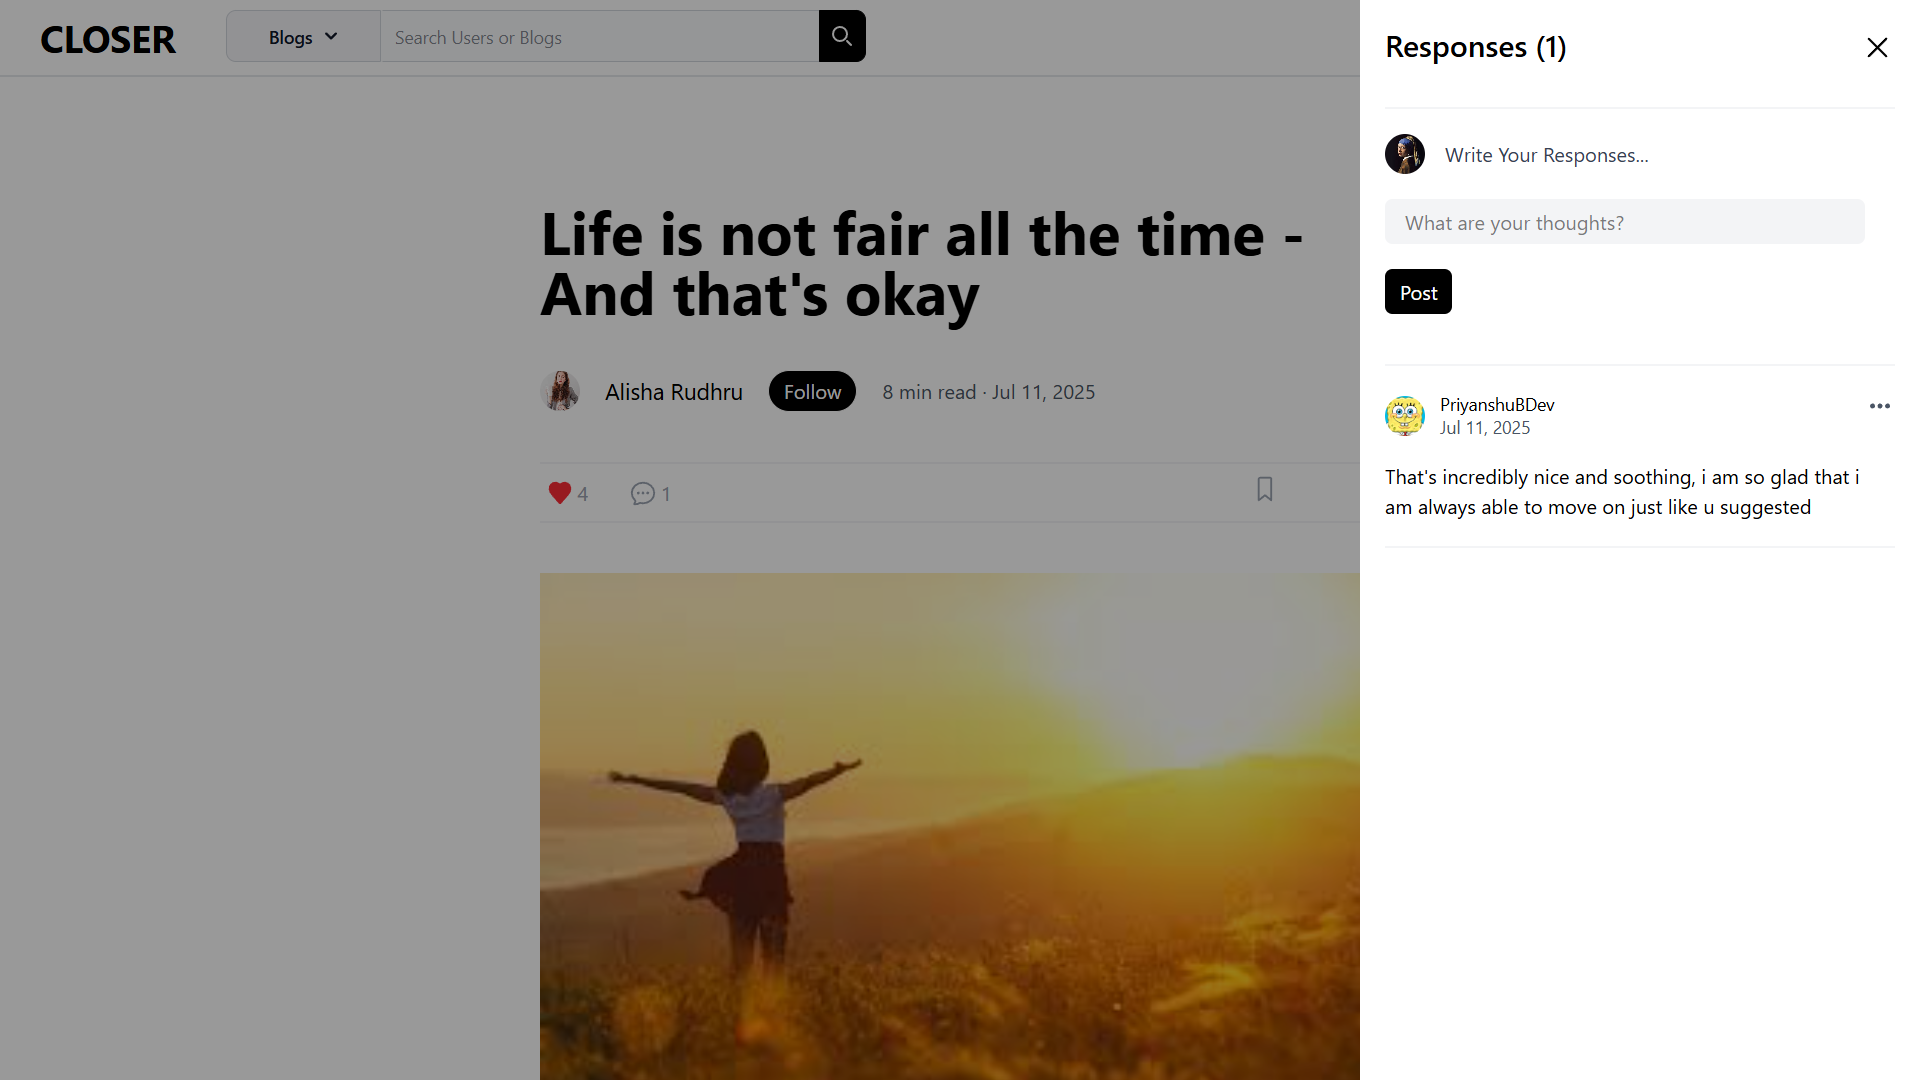 CLOSER
Blogs
Search Users or Blogs
Life is not fair all the time -
And that's okay
Alisha Rudhru
Follow
8 min read · Jul 11, 2025
4
1
Responses (1)
Write Your Responses...
What are your thoughts?
Post
PriyanshuBDev
Jul 11, 2025
That's incredibly nice and soothing, i am so glad that i
am always able to move on just like u suggested